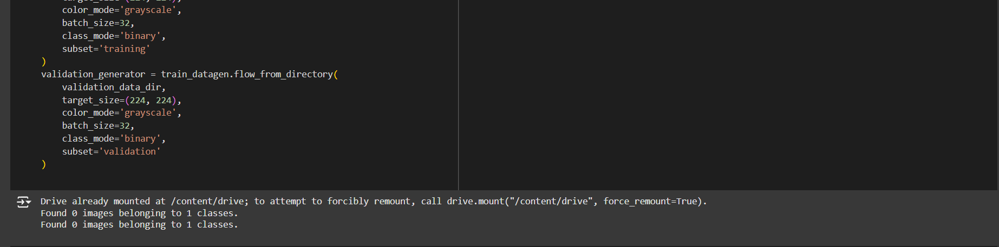 color_mode='grayscale',
batch_size=32,
class_mode='binary',
subset='training'
)
validation_generator = train_datagen.flow_from_directory(
validation_data_dir,
target_size=(224, 224),
color_mode='grayscale',
batch_size=32,
class_mode='binary',
subset='validation'
)
Drive already mounted at /content/drive; to attempt to forcibly remount, call drive.mount("/content/drive", force_remount=True).
Found 0 images belonging to 1 classes.
Found 0 images belonging to 1 classes.